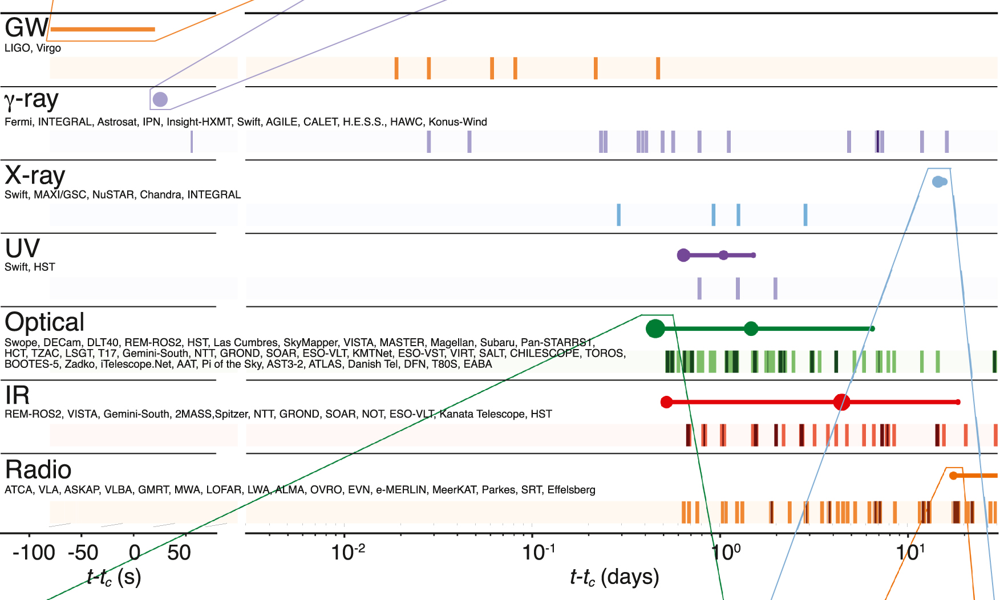 GW
LIGO, Virgo
γ-ray
Fermi, INTEGRAL, Astrosat, IPN, Insight-HXMT, Swift, AGILE, CALET, H.E.S.S., HAWC, Konus-Wind
X-ray
Swift, MAXI/GSC, NuSTAR, Chandra, INTEGRAL
UV
Swift, HST
Optical
Swope, DECam, DLT40, REM-ROS2, HST, Las Cumbres, SkyMapper, VISTA, MASTER, Magellan, Subaru, Pan-STARRS1,
HCT, TZAC, LSGT, T17, Gemini-South, NTT, GROND, SOAR, ESO-VLT, KMTNet, ESO-VST, VIRT, SALT, CHILESCOPE, TOROS,
BOOTES-5, Zadko, iTelescope.Net, AAT, Pi of the Sky, AST3-2, ATLAS, Danish Tel, DFN, T80S, EABA
IR
REM-ROS2, VISTA, Gemini-South, 2MASS,Spitzer, NTT, GROND, SOAR, NOT, ESO-VLT, Kanata Telescope, HST
Radio
ATCA, VLA, ASKAP, VLBA, GMRT, MWA, LOFAR, LWA, ALMA, OVRO, EVN, e-MERLIN, MeerKAT, Parkes, SRT, Effelsberg
-100 -50 0 50 10⁻² 10⁻¹ 10⁰ 10¹
t-t_c (s) t-t_c (days)